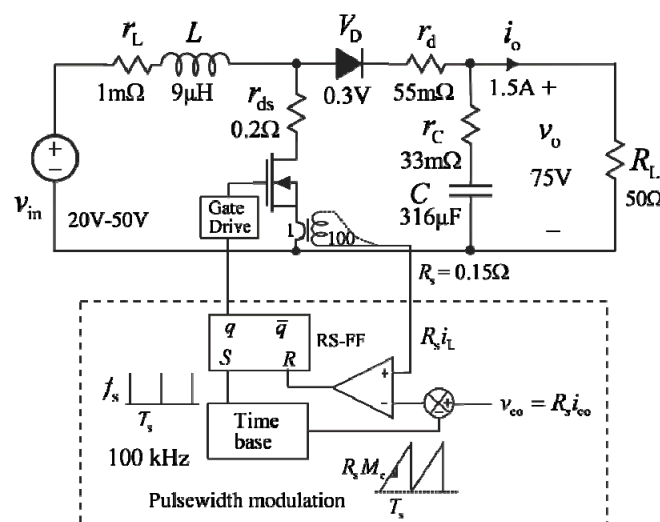 r_L L V_D r_d i_o
1mΩ 9μH r_ds 0.3V 55mΩ 1.5A +
0.2Ω r_C v_o
33mΩ R_L
v_in + − 20V-50V C 75V 50Ω
316μF −
Gate
Drive
1 100
R_s = 0.15Ω
q q̅ RS-FF R_s i_L
S R + −
f_s T_s
Time
base
+ − v_co = R_s i_co
100 kHz
R_s M_c
T_s
Pulsewidth modulation